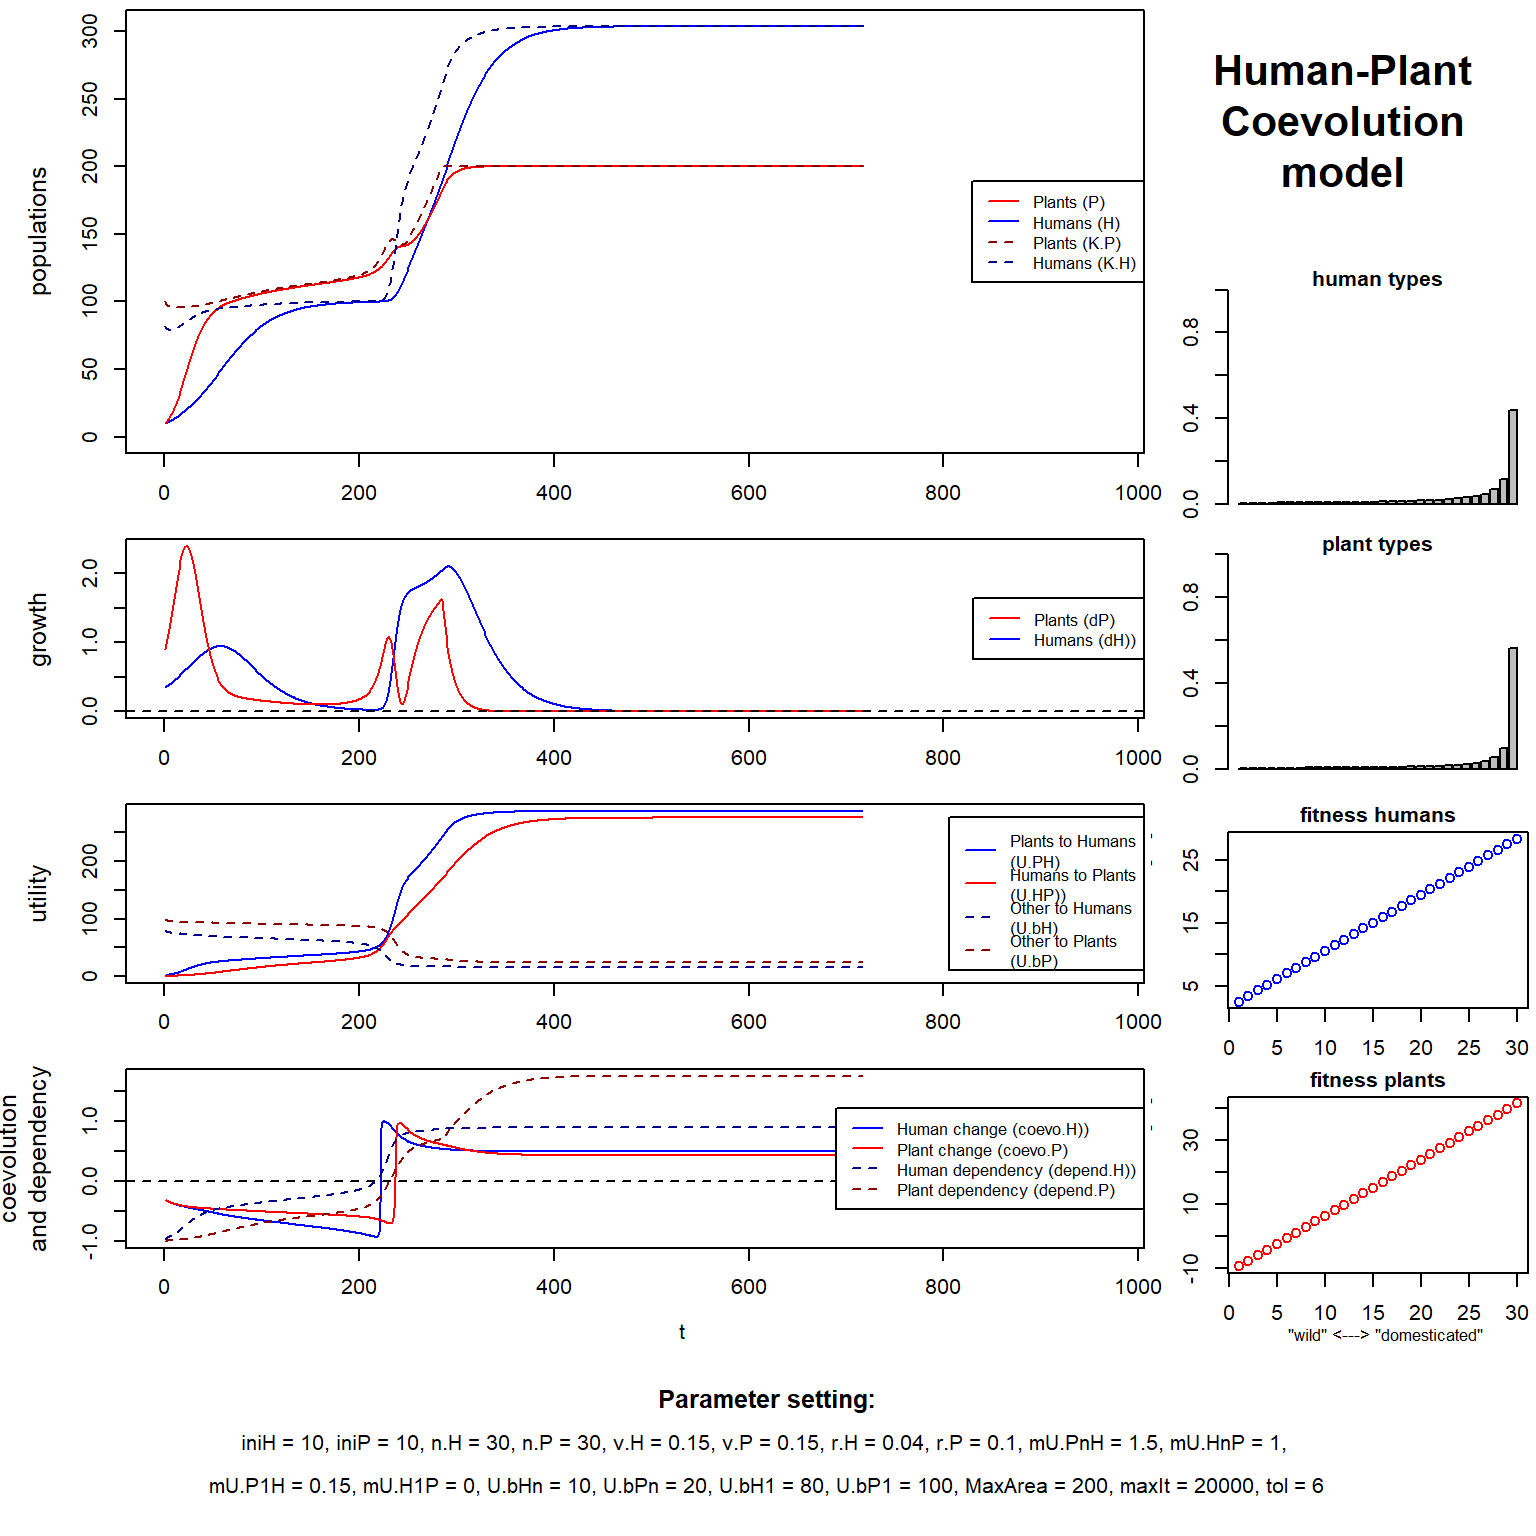 Human-Plant
Coevolution
model
populations
0
50
100
150
200
250
300
0
200
400
600
800
1000
Plants (P)
Humans (H)
Plants (K.P)
Humans (K.H)
human types
0.0
0.4
0.8
growth
0.0
1.0
2.0
0
200
400
600
800
1000
Plants (dP)
Humans (dH))
plant types
0.0
0.4
0.8
utility
0
100
200
0
200
400
600
800
1000
Plants to Humans
(U.PH)
Humans to Plants
(U.HP))
Other to Humans
(U.bH)
Other to Plants
(U.bP)
fitness humans
5
15
25
0
5
10
15
20
25
30
coevolution
and dependency
-1.0
0.0
1.0
0
200
400
600
800
1000
t
Human change (coevo.H))
Plant change (coevo.P)
Human dependency (depend.H))
Plant dependency (depend.P)
fitness plants
-10
10
30
0
5
10
15
20
25
30
"wild" <---> "domesticated"
Parameter setting:
iniH = 10, iniP = 10, n.H = 30, n.P = 30, v.H = 0.15, v.P = 0.15, r.H = 0.04, r.P = 0.1, mU.PnH = 1.5, mU.HnP = 1,
mU.P1H = 0.15, mU.H1P = 0, U.bHn = 10, U.bPn = 20, U.bH1 = 80, U.bP1 = 100, MaxArea = 200, maxIt = 20000, tol = 6